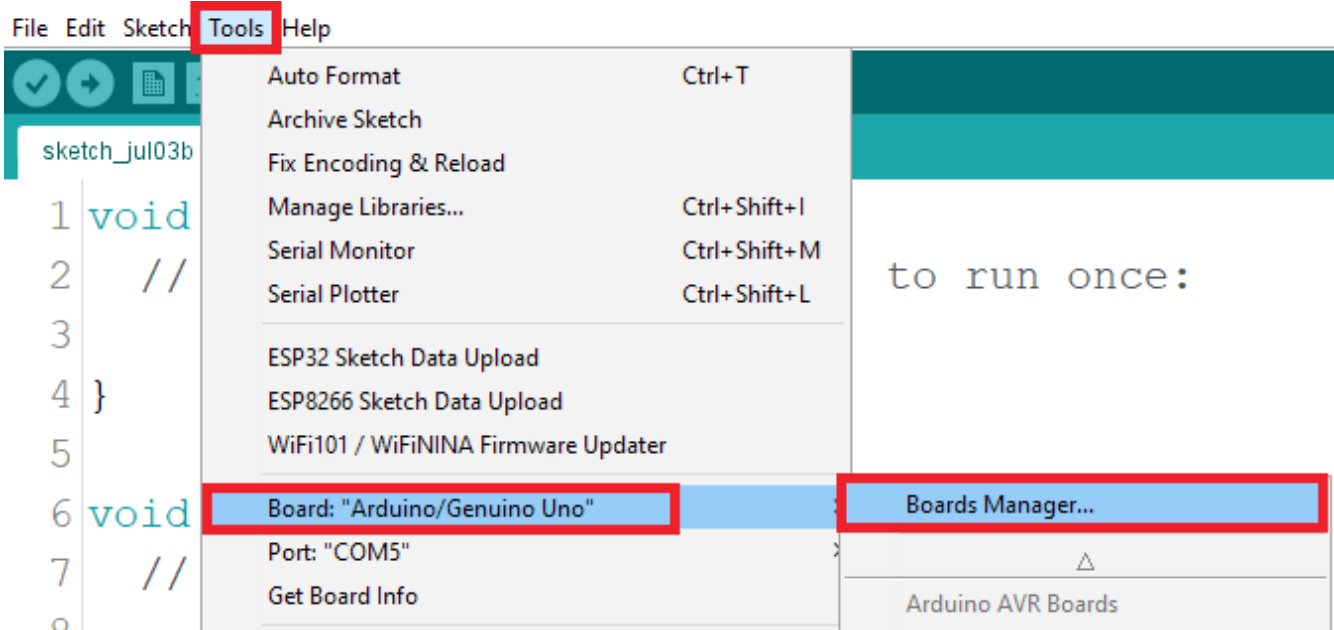 File Edit Sketch Tools Help
sketch_jul03b
Auto Format Ctrl+T
Archive Sketch
Fix Encoding & Reload
Manage Libraries... Ctrl+Shift+I
Serial Monitor Ctrl+Shift+M
Serial Plotter Ctrl+Shift+L
ESP32 Sketch Data Upload
ESP8266 Sketch Data Upload
WiFi101 / WiFiNINA Firmware Updater
Board: "Arduino/Genuino Uno"
Port: "COM5"
Get Board Info
Boards Manager...
Arduino AVR Boards
1 void
2 // to run once:
3
4 }
5
6 void
7 //